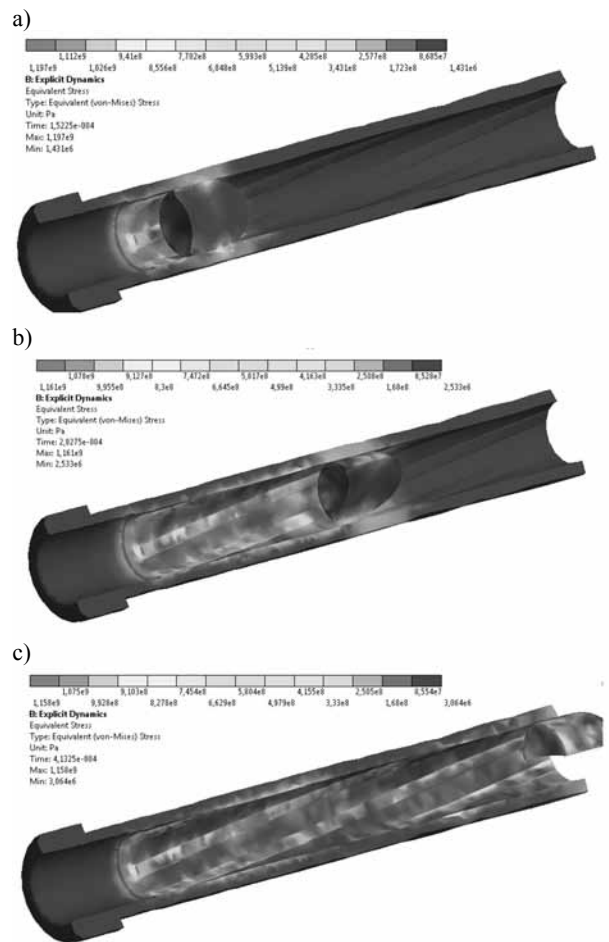 a)
1,112e9 9,41e8 7,702e8 5,993e8 4,285e8 2,577e8 8,685e7
1,197e9 1,026e9 8,556e8 6,848e8 5,139e8 3,431e8 1,723e8 1,431e6
B: Explicit Dynamics
Equivalent Stress
Type: Equivalent (von-Mises) Stress
Unit: Pa
Time: 1,5225e-004
Max: 1,197e9
Min: 1,431e6
b)
1,078e9 9,127e8 7,472e8 5,817e8 4,163e8 2,508e8 8,528e7
1,161e9 9,955e8 8,3e8 6,645e8 4,99e8 3,335e8 1,68e8 2,533e6
B: Explicit Dynamics
Equivalent Stress
Type: Equivalent (von-Mises) Stress
Unit: Pa
Time: 2,0275e-004
Max: 1,161e9
Min: 2,533e6
c)
1,075e9 9,103e8 7,454e8 5,804e8 4,155e8 2,505e8 8,554e7
1,158e9 9,928e8 8,278e8 6,629e8 4,979e8 3,33e8 1,68e8 3,064e6
B: Explicit Dynamics
Equivalent Stress
Type: Equivalent (von-Mises) Stress
Unit: Pa
Time: 4,1325e-004
Max: 1,158e9
Min: 3,064e6